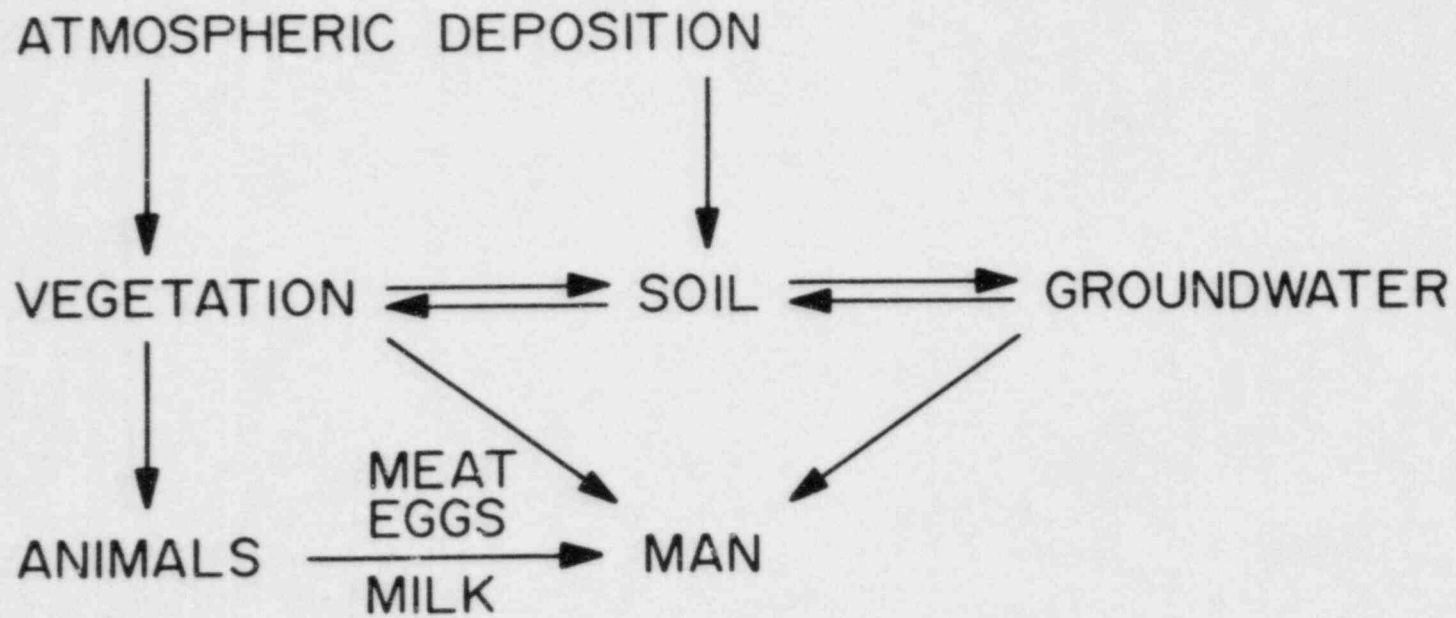 ATMOSPHERIC DEPOSITION
VEGETATION SOIL GROUNDWATER
MEAT
EGGS
ANIMALS MAN
MILK